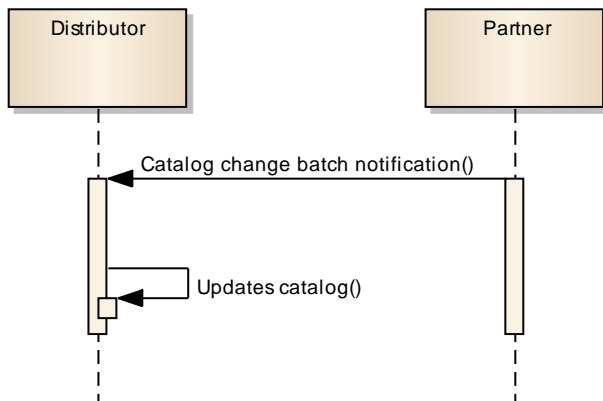 Distributor
Partner
Catalog change batch notification()
Updates catalog()